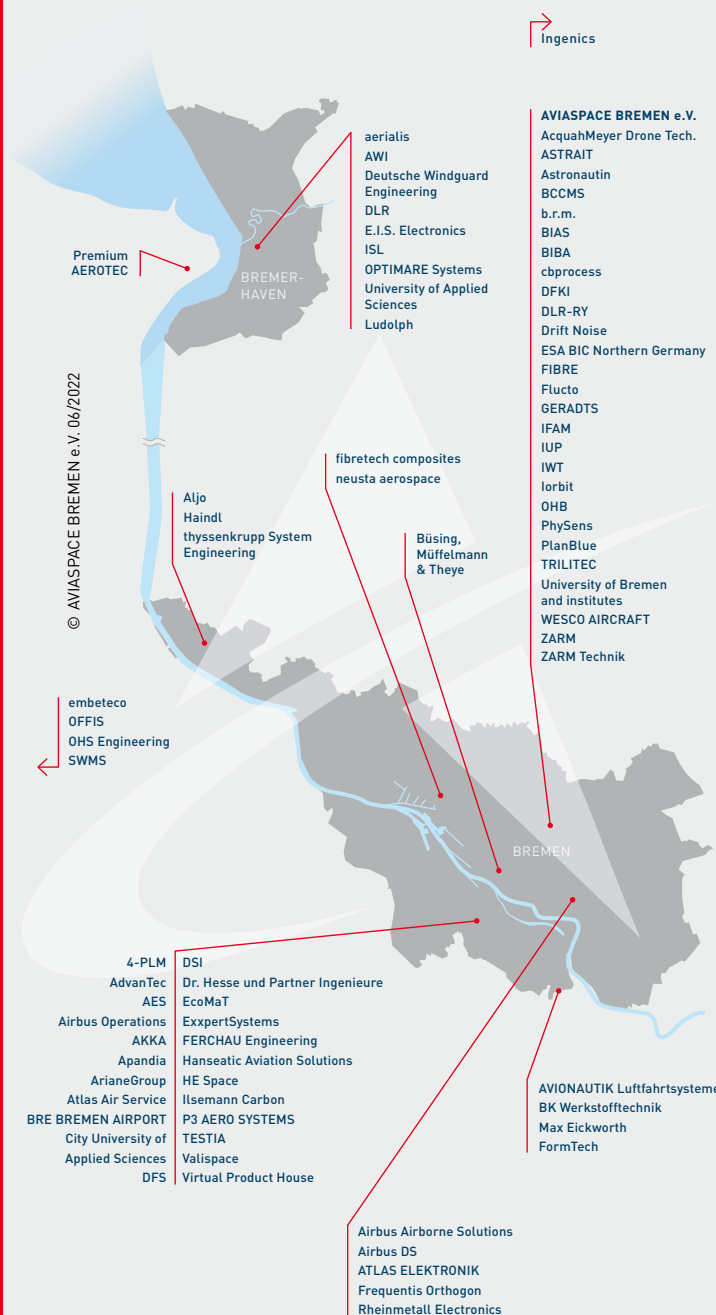 Ingenics
AVIASPACE BREMEN e.V.
AcquahMeyer Drone Tech.
ASTRAIT
Astronautin
BCCMS
b.r.m.
BIAS
BIBA
cbprocess
DFKI
DLR-RY
Drift Noise
ESA BIC Northern Germany
FIBRE
Flucto
GERADTS
IFAM
IUP
IWT
Iorbit
OHB
PhySens
PlanBlue
TRILITEC
University of Bremen
and institutes
WESCO AIRCRAFT
ZARM
ZARM Technik
aerialis
AWI
Deutsche Windguard
Engineering
DLR
E.I.S. Electronics
ISL
OPTIMARE Systems
University of Applied
Sciences
Ludolph
Premium
AEROTEC
BREMER-
HAVEN
© AVIASPACE BREMEN e.V. 06/2022
fibretech composites
neusta aerospace
Aljo
Haindl
thyssenkrupp System
Engineering
Büsing,
Müffelmann
& Theye
embeteco
OFFIS
OHS Engineering
SWMS
BREMEN
4-PLM
AdvanTec
AES
Airbus Operations
AKKA
Apandia
ArianeGroup
Atlas Air Service
BRE BREMEN AIRPORT
City University of
Applied Sciences
DFS
DSI
Dr. Hesse und Partner Ingenieure
EcoMaT
ExxpertSystems
FERCHAU Engineering
Hanseatic Aviation Solutions
HE Space
Ilsemann Carbon
P3 AERO SYSTEMS
TESTIA
Valispace
Virtual Product House
AVIONAUTIK Luftfahrtsysteme
BK Werkstofftechnik
Max Eickworth
FormTech
Airbus Airborne Solutions
Airbus DS
ATLAS ELEKTRONIK
Frequentis Orthogon
Rheinmetall Electronics